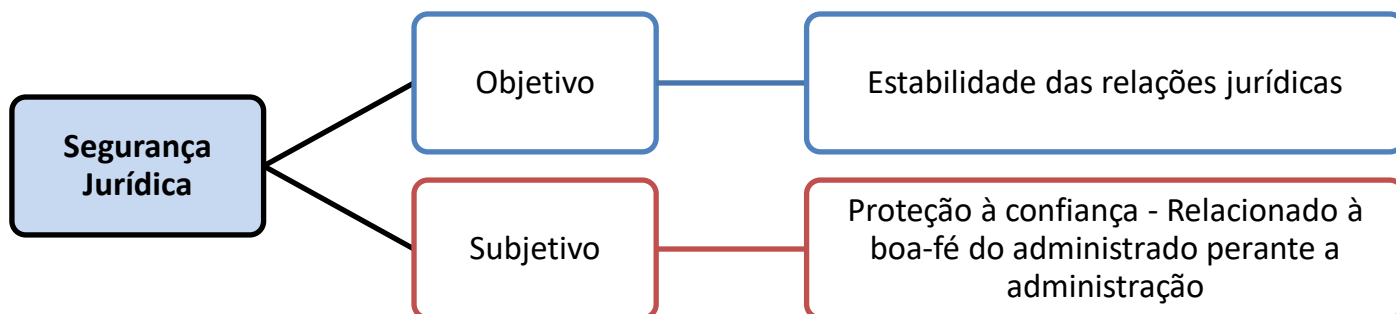 Segurança
Jurídica
Objetivo
Estabilidade das relações jurídicas
Subjetivo
Proteção à confiança - Relacionado à
boa-fé do administrado perante a
administração